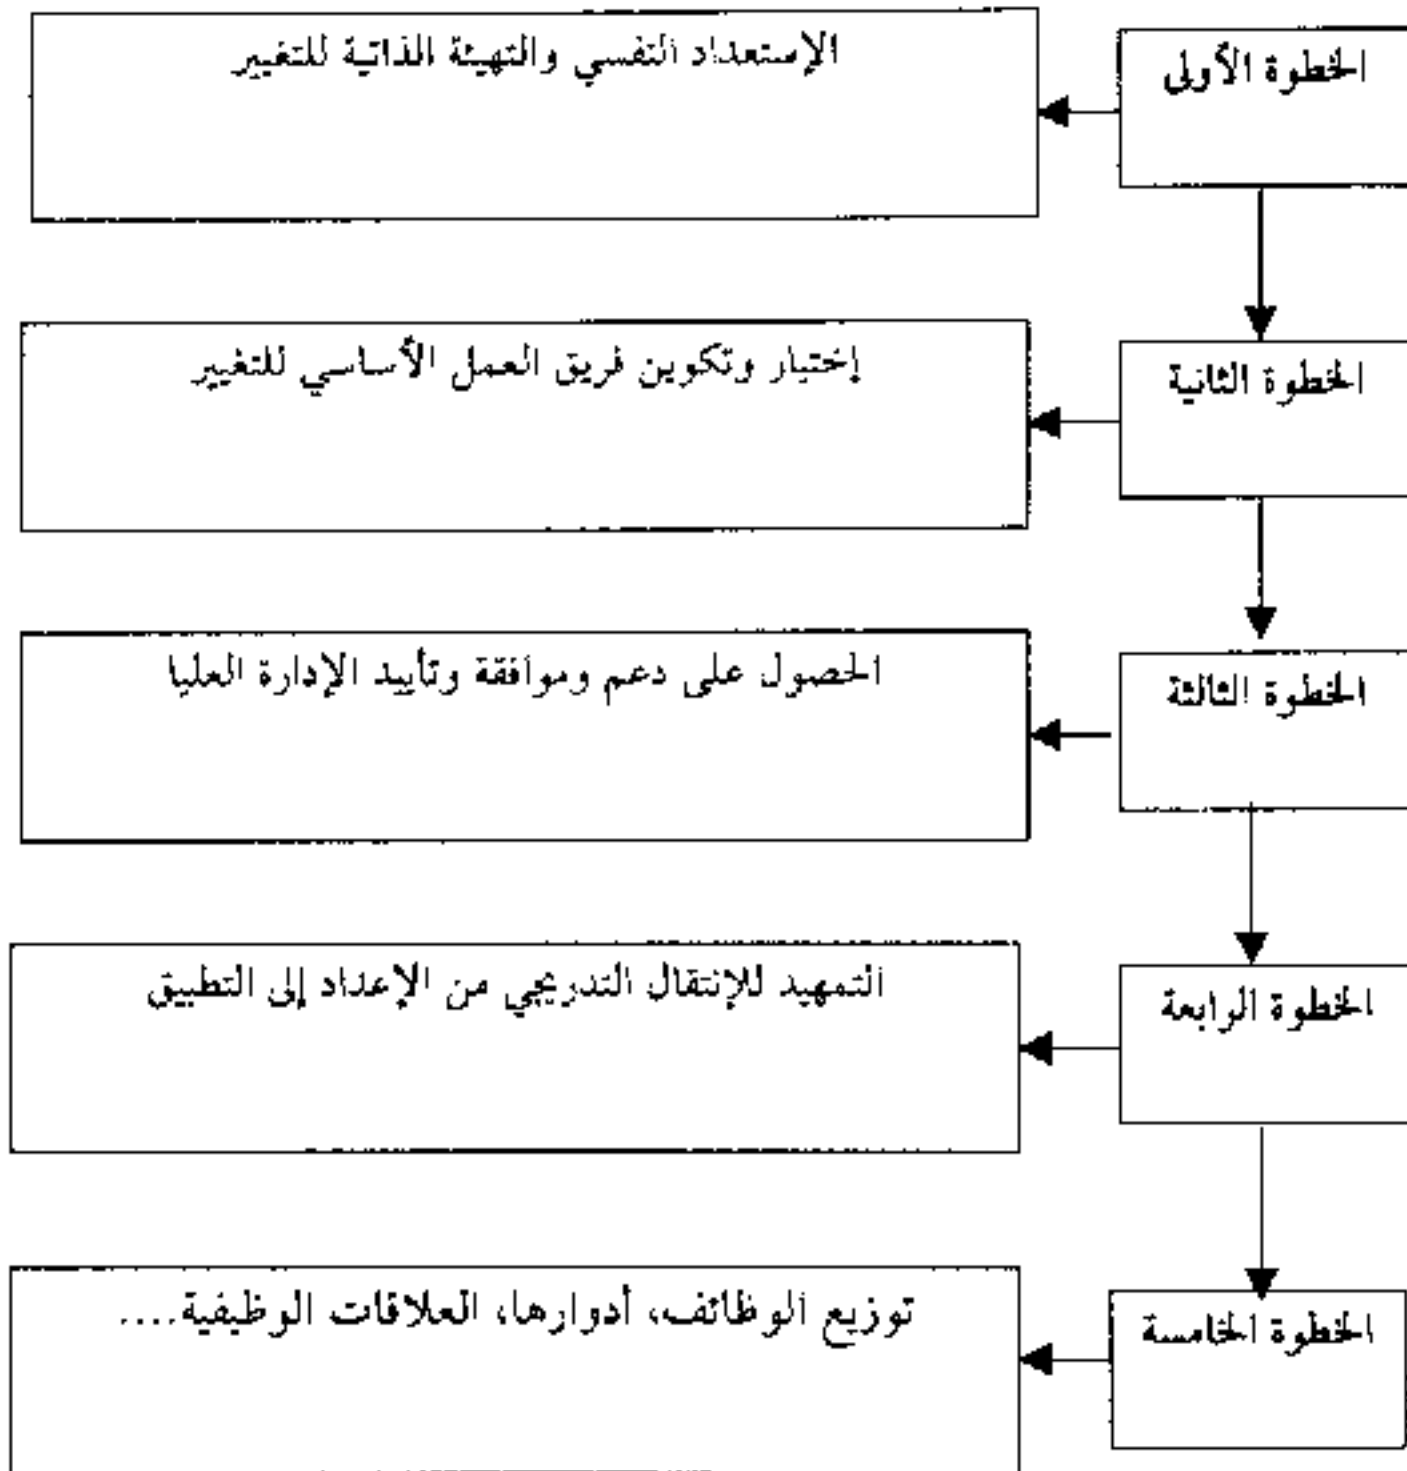 الخطوة الأولى
الإستعداد النفسي والتهيئة الذاتية للتغيير
الخطوة الثانية
إختيار وتكوين فريق العمل الأساسي للتغيير
الخطوة الثالثة
الحصول على دعم وموافقة وتأييد الإدارة العليا
الخطوة الرابعة
التمهيد للإنتقال التدريجي من الإعداد إلى التطبيق
الخطوة الخامسة
توزيع الوظائف، أدوارها، العلاقات الوظيفية....